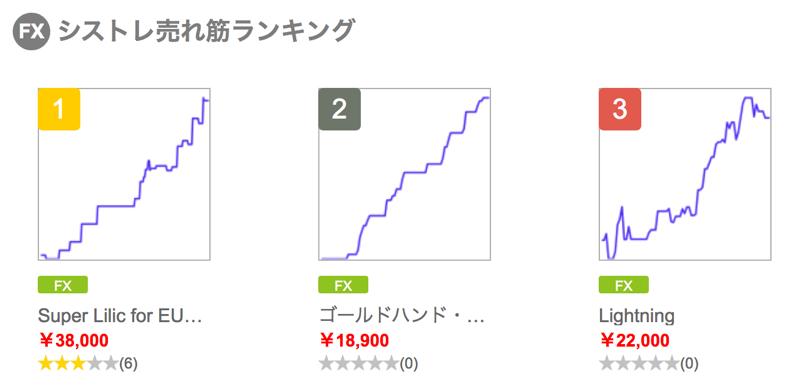 FX シストレ売れ筋ランキング
1
2
3
FX
FX
FX
Super Lilic for EU...
ゴールドハンド・...
Lightning
￥38,000
￥18,900
￥22,000
★★★★★(6)
★★★★★(0)
★★★★★(0)